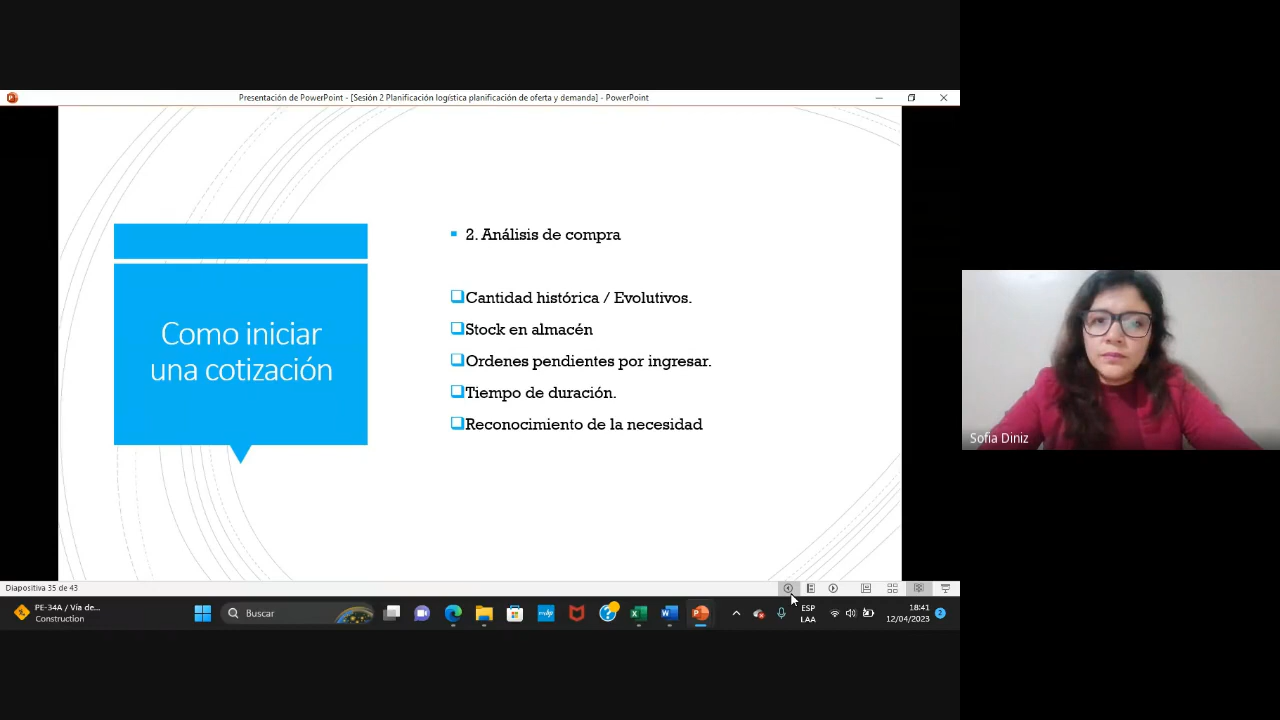 Presentación de PowerPoint - [Sesión 2 Planificación logística planificación de oferta y demanda] - PowerPoint
Como iniciar
una cotización
2. Análisis de compra
Cantidad histórica / Evolutivos.
Stock en almacén
Ordenes pendientes por ingresar.
Tiempo de duración.
Reconocimiento de la necesidad
Sofia Diniz
Diapositiva 35 de 43
PE-34A / Vía de...
Construction
Buscar
ESP
LAA
18:41
12/04/2023
2